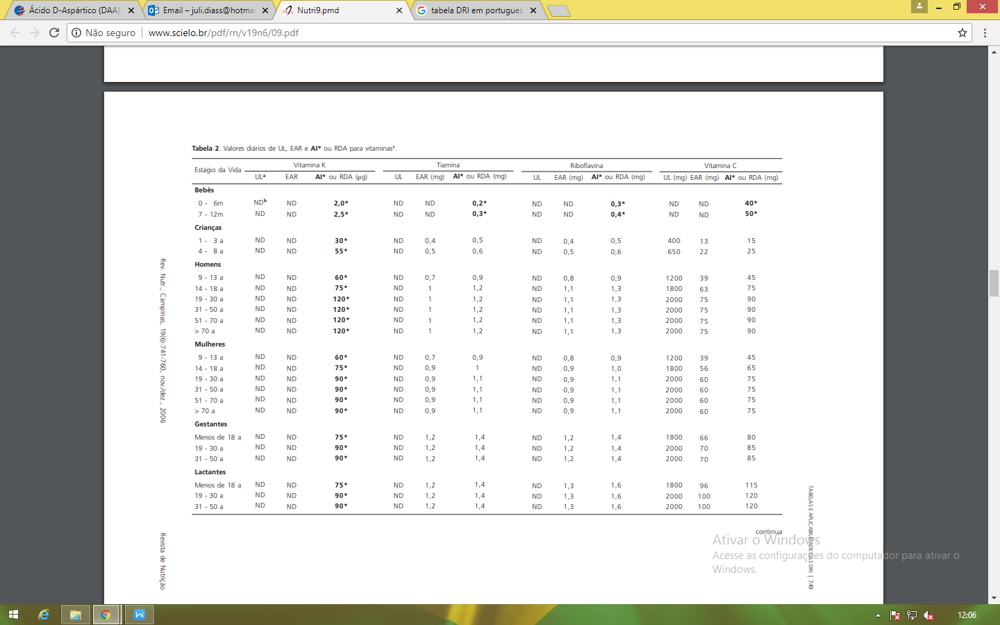 Ácido D-Aspártico (DAA)
Email – juli.diass@hotma
Nutri9.pmd
tabela DRI em portugues
Não seguro
www.scielo.br/pdf/rn/v19n6/09.pdf
Tabela 2. Valores diários de UL, EAR e AI* ou RDA para vitaminas†.
Estágio da Vida Vitamina K Tiamina Riboflavina Vitamina C
ULa EAR AI* ou RDA (µg) UL EAR (mg) AI* ou RDA (mg) UL EAR (mg) AI* ou RDA (mg) UL (mg) EAR (mg) AI* ou RDA (mg)
Bebês
0 - 6m NDb ND 2,0* ND ND 0,2* ND ND 0,3* ND ND 40*
7 - 12m ND ND 2,5* ND ND 0,3* ND ND 0,4* ND ND 50*
Crianças
1 - 3 a ND ND 30* ND 0,4 0,5 ND 0,4 0,5 400 13 15
4 - 8 a ND ND 55* ND 0,5 0,6 ND 0,5 0,6 650 22 25
Homens
9 - 13 a ND ND 60* ND 0,7 0,9 ND 0,8 0,9 1200 39 45
14 - 18 a ND ND 75* ND 1 1,2 ND 1,1 1,3 1800 63 75
19 - 30 a ND ND 120* ND 1 1,2 ND 1,1 1,3 2000 75 90
31 - 50 a ND ND 120* ND 1 1,2 ND 1,1 1,3 2000 75 90
51 - 70 a ND ND 120* ND 1 1,2 ND 1,1 1,3 2000 75 90
> 70 a ND ND 120* ND 1 1,2 ND 1,1 1,3 2000 75 90
Mulheres
9 - 13 a ND ND 60* ND 0,7 0,9 ND 0,8 0,9 1200 39 45
14 - 18 a ND ND 75* ND 0,9 1 ND 0,9 1,0 1800 56 65
19 - 30 a ND ND 90* ND 0,9 1,1 ND 0,9 1,1 2000 60 75
31 - 50 a ND ND 90* ND 0,9 1,1 ND 0,9 1,1 2000 60 75
51 - 70 a ND ND 90* ND 0,9 1,1 ND 0,9 1,1 2000 60 75
> 70 a ND ND 90* ND 0,9 1,1 ND 0,9 1,1 2000 60 75
Gestantes
Menos de 18 a ND ND 75* ND 1,2 1,4 ND 1,2 1,4 1800 66 80
19 - 30 a ND ND 90* ND 1,2 1,4 ND 1,2 1,4 2000 70 85
31 - 50 a ND ND 90* ND 1,2 1,4 ND 1,2 1,4 2000 70 85
Lactantes
Menos de 18 a ND ND 75* ND 1,2 1,4 ND 1,3 1,6 1800 96 115
19 - 30 a ND ND 90* ND 1,2 1,4 ND 1,3 1,6 2000 100 120
31 - 50 a ND ND 90* ND 1,2 1,4 ND 1,3 1,6 2000 100 120
continua
Rev. Nutr., Campinas, 19(6):741-760, nov./dez., 2006
Revista de Nutrição
TABELAS E APLICABILIDADE DAS DRI | 749
Ativar o Windows
Acesse as configurações do computador para ativar o
Windows.
12:06